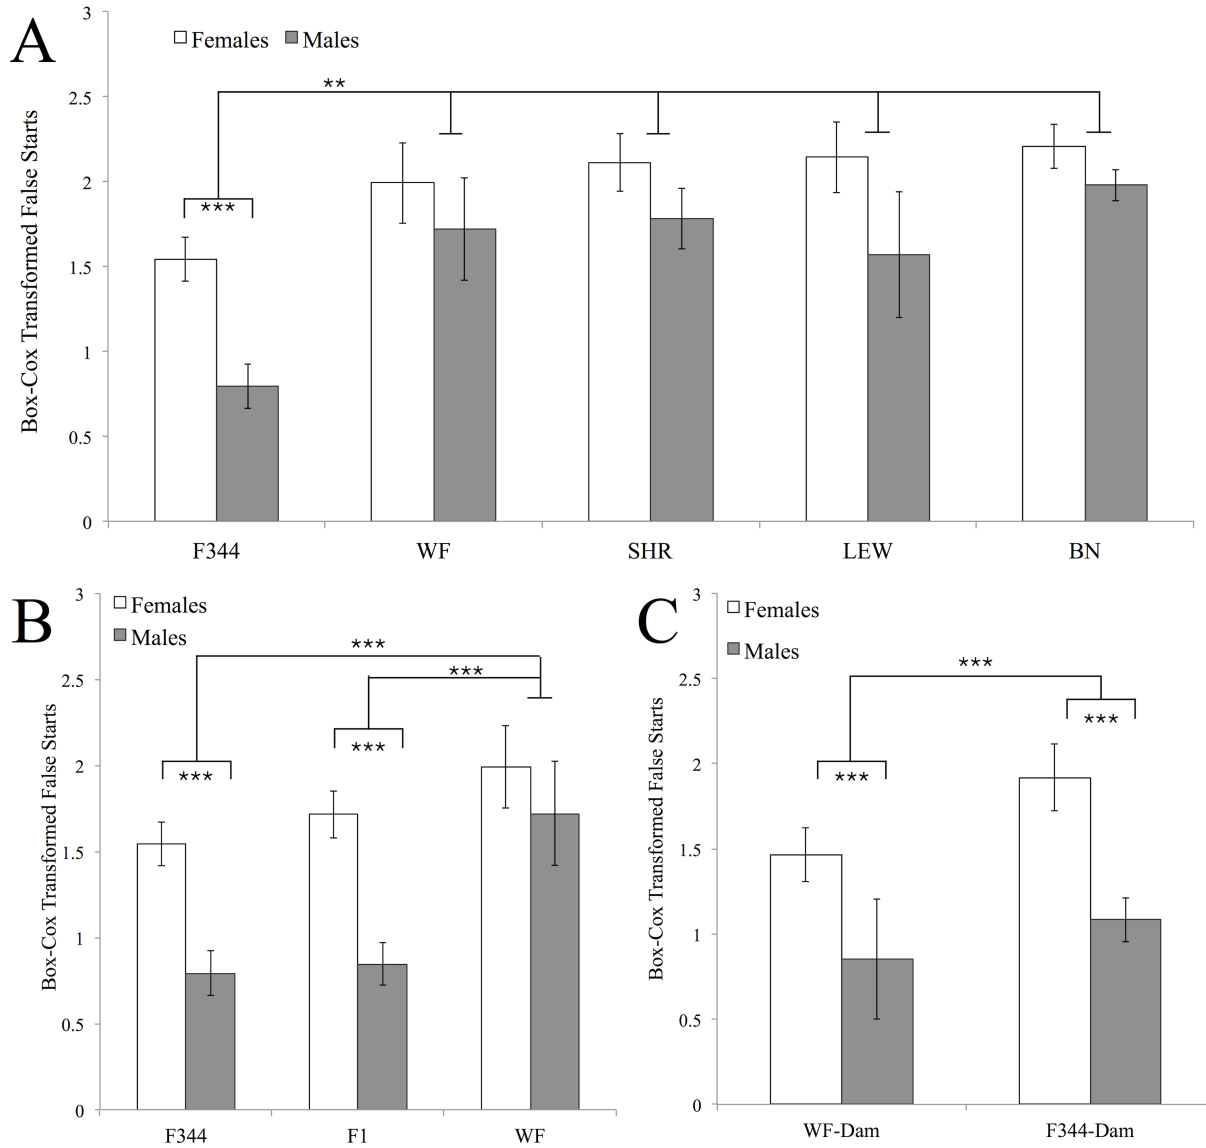 A
Females Males
Box-Cox Transformed False Starts
3
2.5
2
1.5
1
0.5
0
**
***
F344 WF SHR LEW BN
B
Females
Males
Box-Cox Transformed False Starts
3
2.5
2
1.5
1
0.5
0
***
***
***
***
F344 F1 WF
C
Females
Males
Box-Cox Transformed False Starts
3
2.5
2
1.5
1
0.5
0
***
***
***
WF-Dam F344-Dam